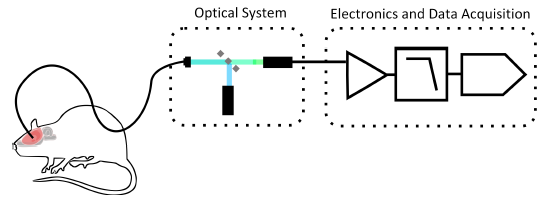 Optical System
Electronics and Data Acquisition